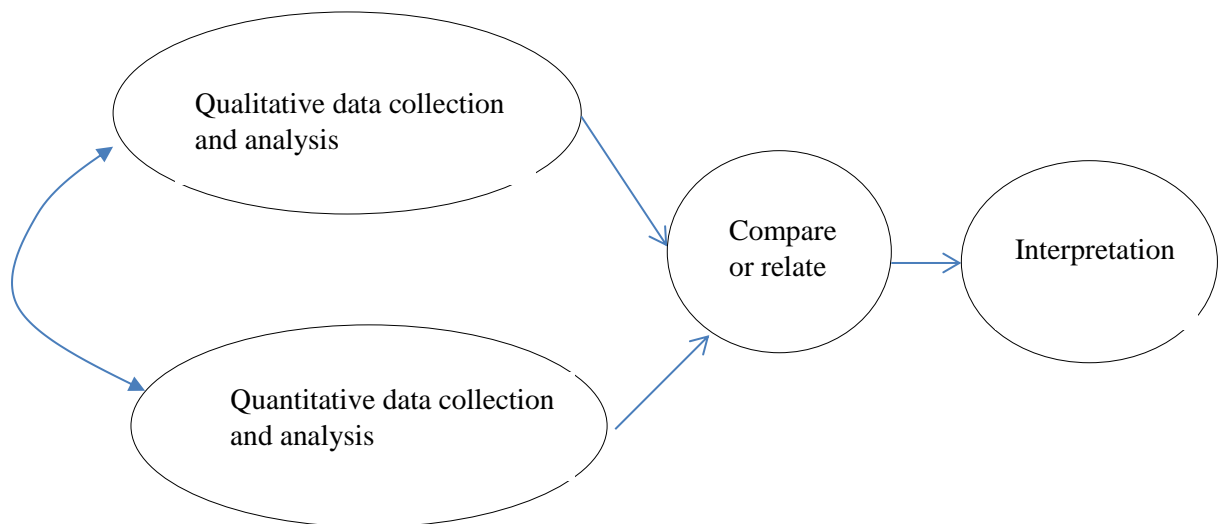 Qualitative data collection
and analysis
Compare
or relate
Interpretation
Quantitative data collection
and analysis